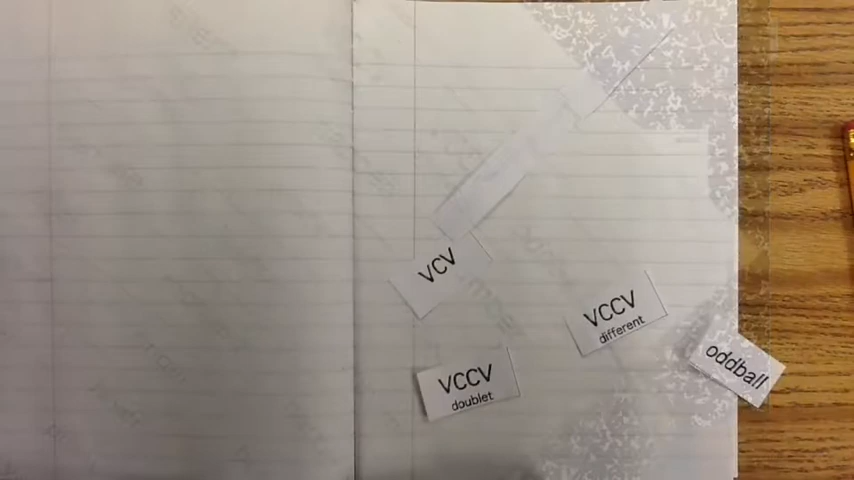 VCV
VCCV
different
oddball
VCCV
doublet